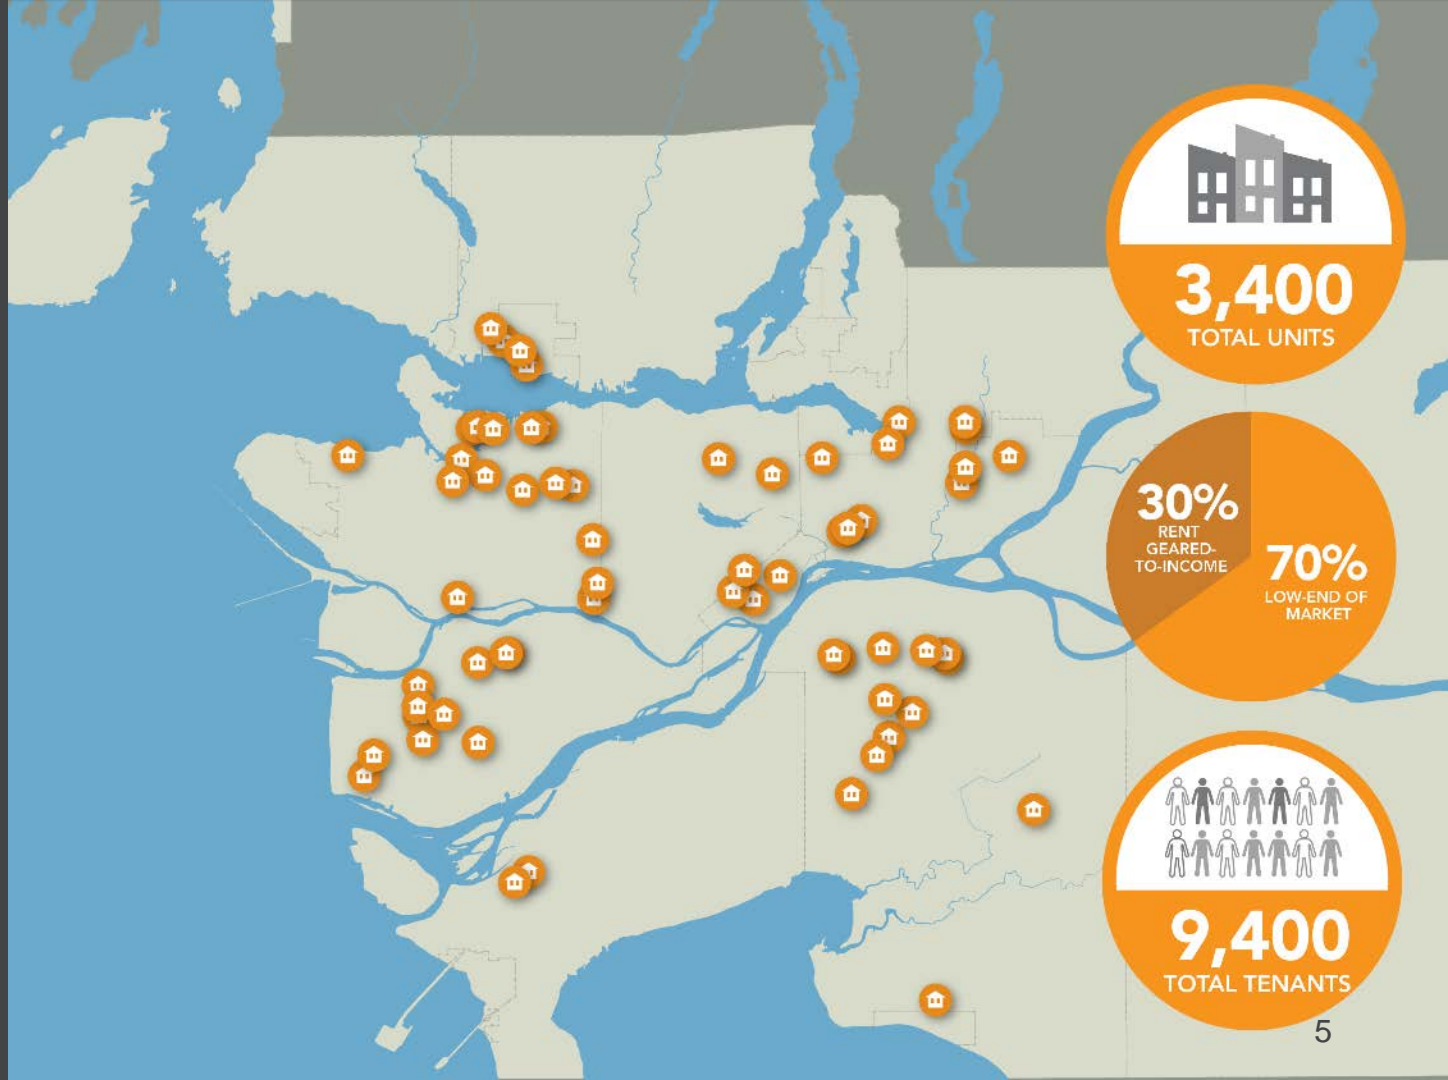 3,400
TOTAL UNITS
30%
RENT
GEARED-
TO-INCOME
70%
LOW-END OF
MARKET
9,400
TOTAL TENANTS
5